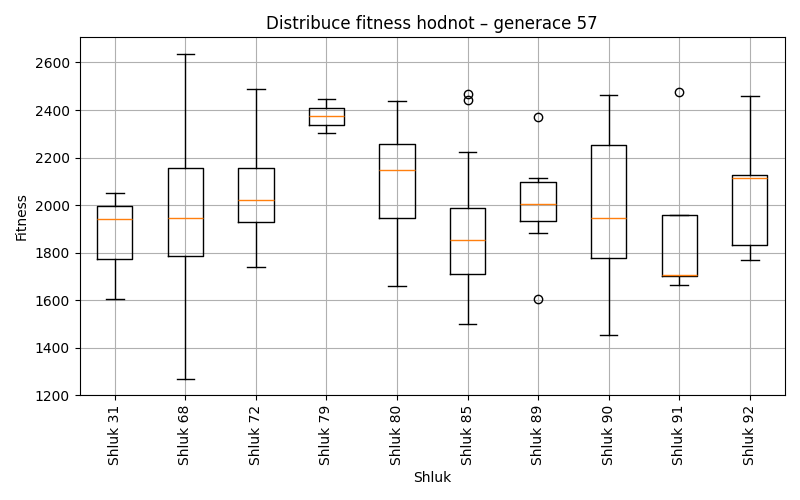 Distribuce fitness hodnot – generace 57
Fitness
2600
2400
2200
2000
1800
1600
1400
1200
Shluk 31
Shluk 68
Shluk 72
Shluk 79
Shluk 80
Shluk 85
Shluk 89
Shluk 90
Shluk 91
Shluk 92
Shluk